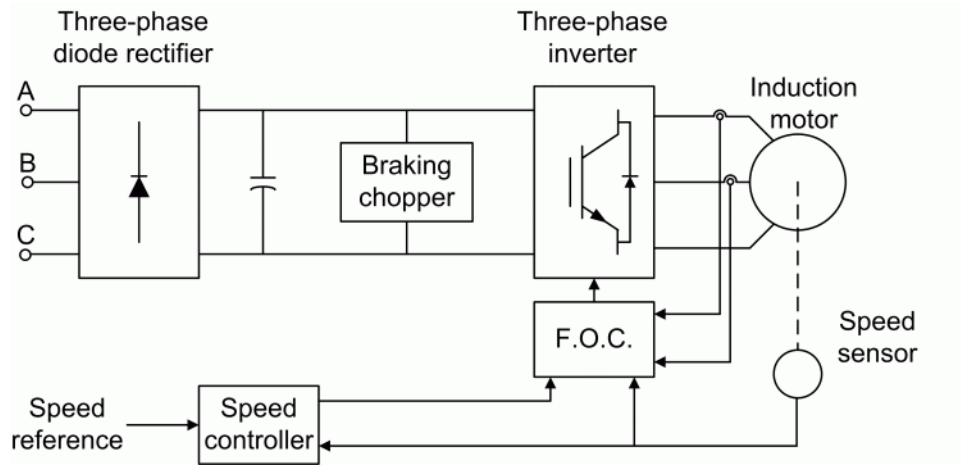 Three-phase
diode rectifier
Three-phase
inverter
Induction
motor
A
B
C
Braking
chopper
F.O.C.
Speed
sensor
Speed
reference
Speed
controller